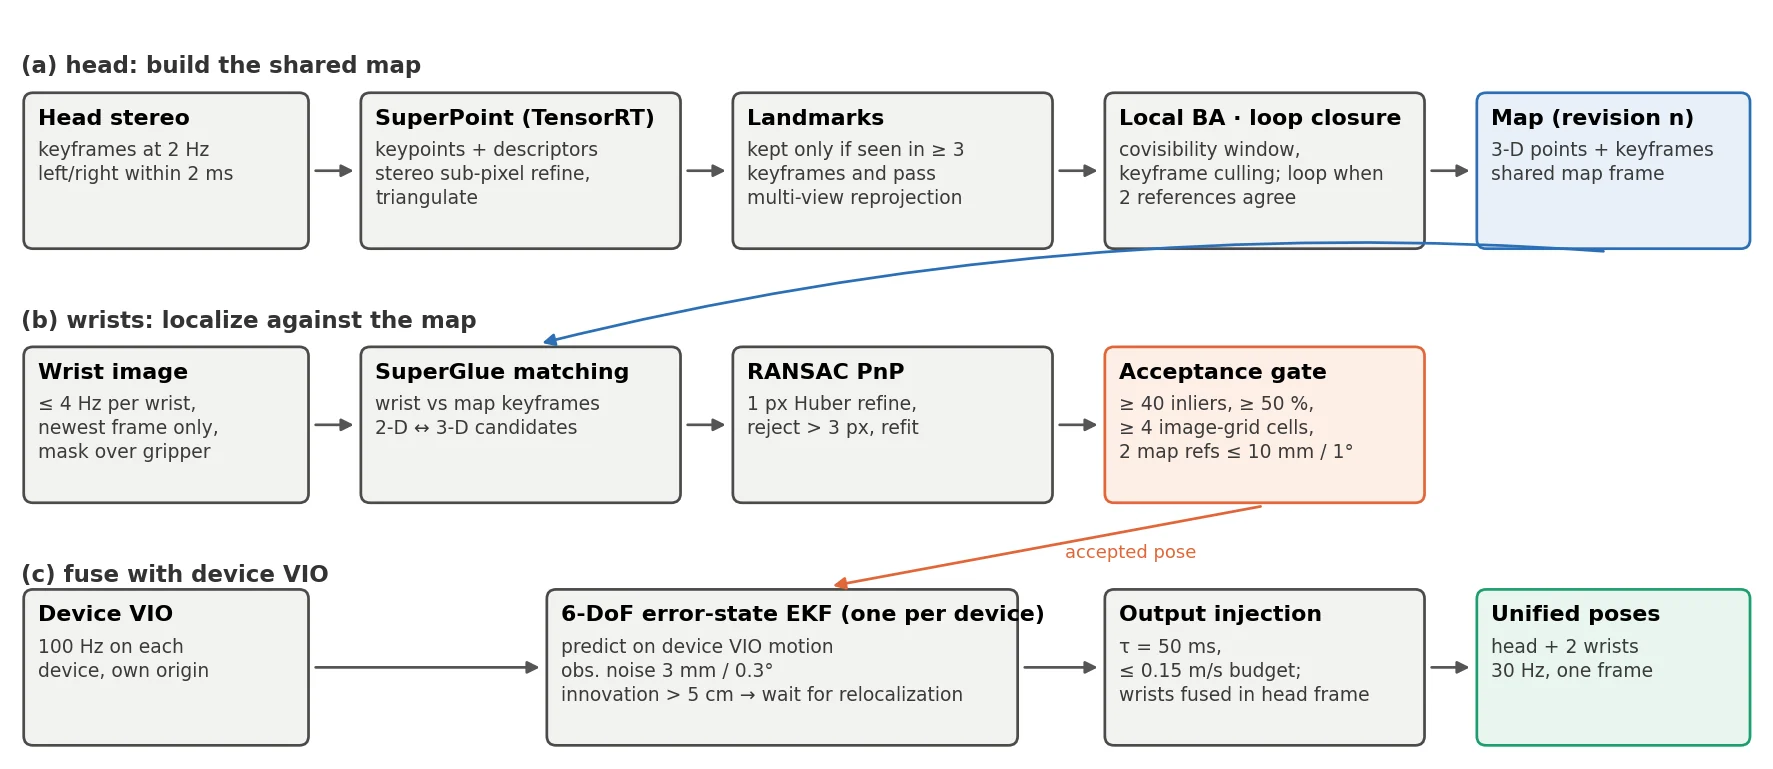 (a) head: build the shared map
Head stereo
keyframes at 2 Hz
left/right within 2 ms
SuperPoint (TensorRT)
keypoints + descriptors
stereo sub-pixel refine,
triangulate
Landmarks
kept only if seen in ≥ 3
keyframes and pass
multi-view reprojection
Local BA · loop closure
covisibility window,
keyframe culling; loop when
2 references agree
Map (revision n)
3-D points + keyframes
shared map frame
(b) wrists: localize against the map
Wrist image
≤ 4 Hz per wrist,
newest frame only,
mask over gripper
SuperGlue matching
wrist vs map keyframes
2-D ↔ 3-D candidates
RANSAC PnP
1 px Huber refine,
reject > 3 px, refit
Acceptance gate
≥ 40 inliers, ≥ 50 %,
≥ 4 image-grid cells,
2 map refs ≤ 10 mm / 1°
accepted pose
(c) fuse with device VIO
Device VIO
100 Hz on each
device, own origin
6-DoF error-state EKF (one per device)
predict on device VIO motion
obs. noise 3 mm / 0.3°
innovation > 5 cm → wait for relocalization
Output injection
τ = 50 ms,
≤ 0.15 m/s budget;
wrists fused in head frame
Unified poses
head + 2 wrists
30 Hz, one frame